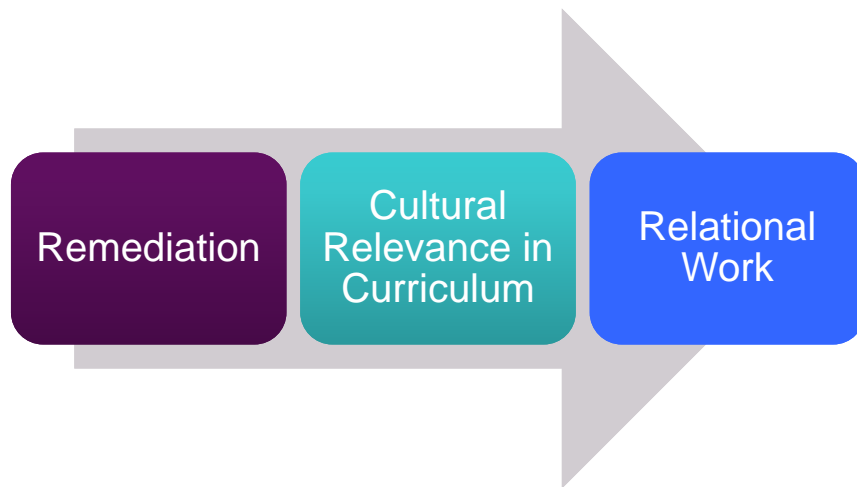 Remediation
Cultural
Relevance in
Curriculum
Relational
Work